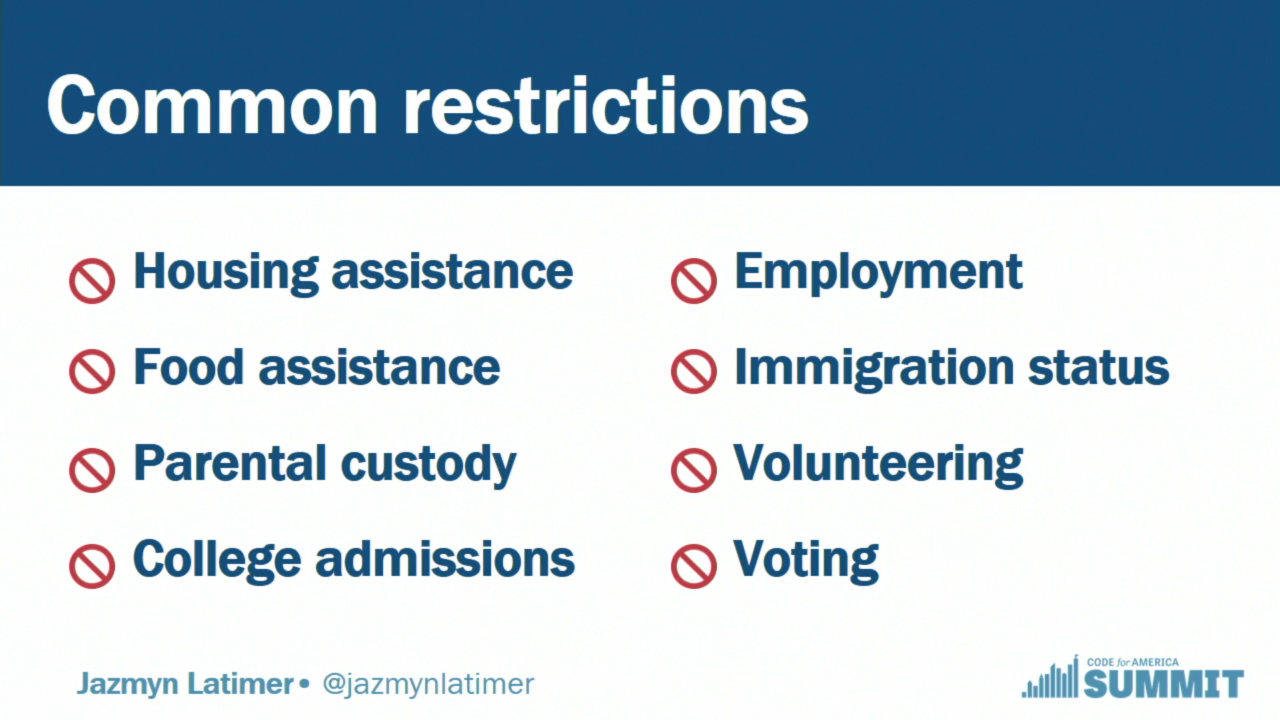 Common restrictions
Housing assistance
Food assistance
Parental custody
College admissions
Employment
Immigration status
Volunteering
Voting
Jazmyn Latimer • @jazmynlatimer
CODE for AMERICA
SUMMIT